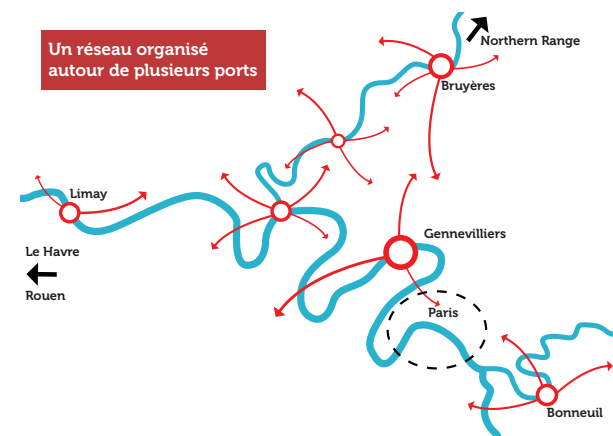 Un réseau organisé
autour de plusieurs ports
Northern Range
Bruyères
Limay
Gennevilliers
Le Havre
Rouen
Paris
Bonneuil